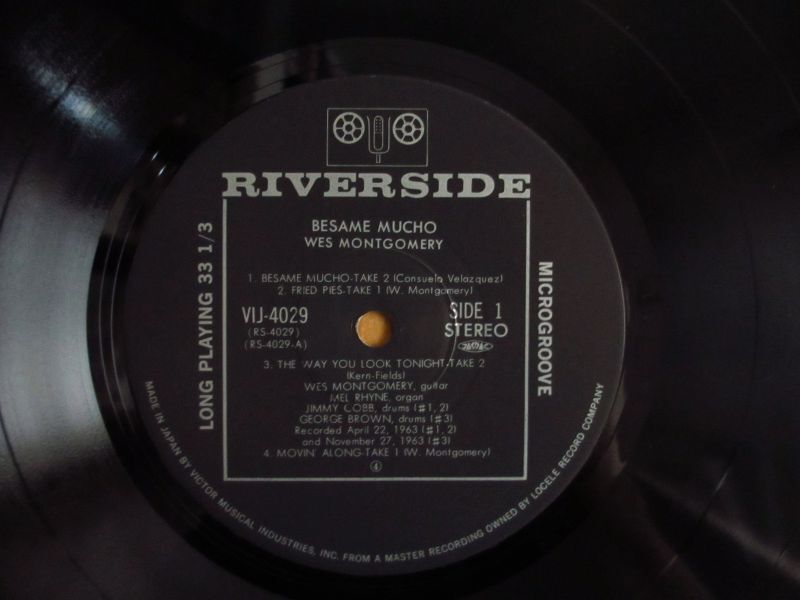 RIVERSIDE
BESAME MUCHO
WES MONTGOMERY
1. BESAME MUCHO-TAKE 2 (Consuelo Velazquez)
2. FRIED PIES-TAKE 1 (W. Montgomery)
VIJ-4029
(RS-4029)
(RS-4029-A)
SIDE 1
STEREO
3. THE WAY YOU LOOK TONIGHT-TAKE 2
(Kern-Fields)
WES MONTGOMERY, guitar
MEL RHYNE, organ
JIMMY COBB, drums (#1, 2)
GEORGE BROWN, drums (#3)
Recorded April 22, 1963 (#1, 2)
and November 27, 1963 (#3)
4. MOVIN' ALONG-TAKE 1 (W. Montgomery)
④
LONG PLAYING 33 1/3
MICROGROOVE
MADE IN JAPAN BY VICTOR MUSICAL INDUSTRIES, INC. FROM A MASTER RECORDING OWNED BY LOCELE RECORD COMPANY